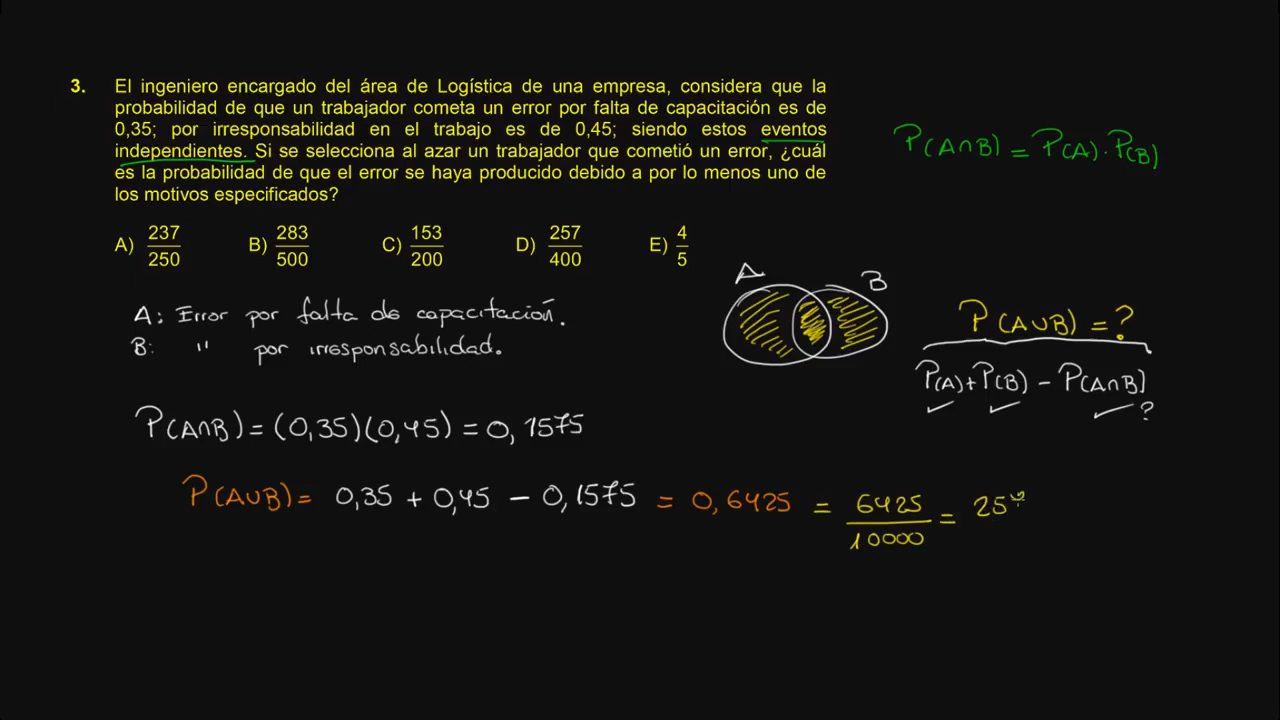 3. El ingeniero encargado del área de Logística de una empresa, considera que la
probabilidad de que un trabajador cometa un error por falta de capacitación es de
0,35; por irresponsabilidad en el trabajo es de 0,45; siendo estos eventos
independientes. Si se selecciona al azar un trabajador que cometió un error, ¿cuál
es la probabilidad de que el error se haya producido debido a por lo menos uno de
los motivos especificados?
P(A∩B) = P(A) . P(B)
A) 237/250 B) 283/500 C) 153/200 D) 257/400 E) 4/5
A B
A: Error por falta de capacitación.
B: " por irresponsabilidad.
P(A∪B) = ?
P(A)+P(B) - P(A∩B)
?
P(A∩B) = (0,35)(0,45) = 0,1575
P(A∪B) = 0,35 + 0,45 - 0,1575 = 0,6425 = 6425/10000 = 25